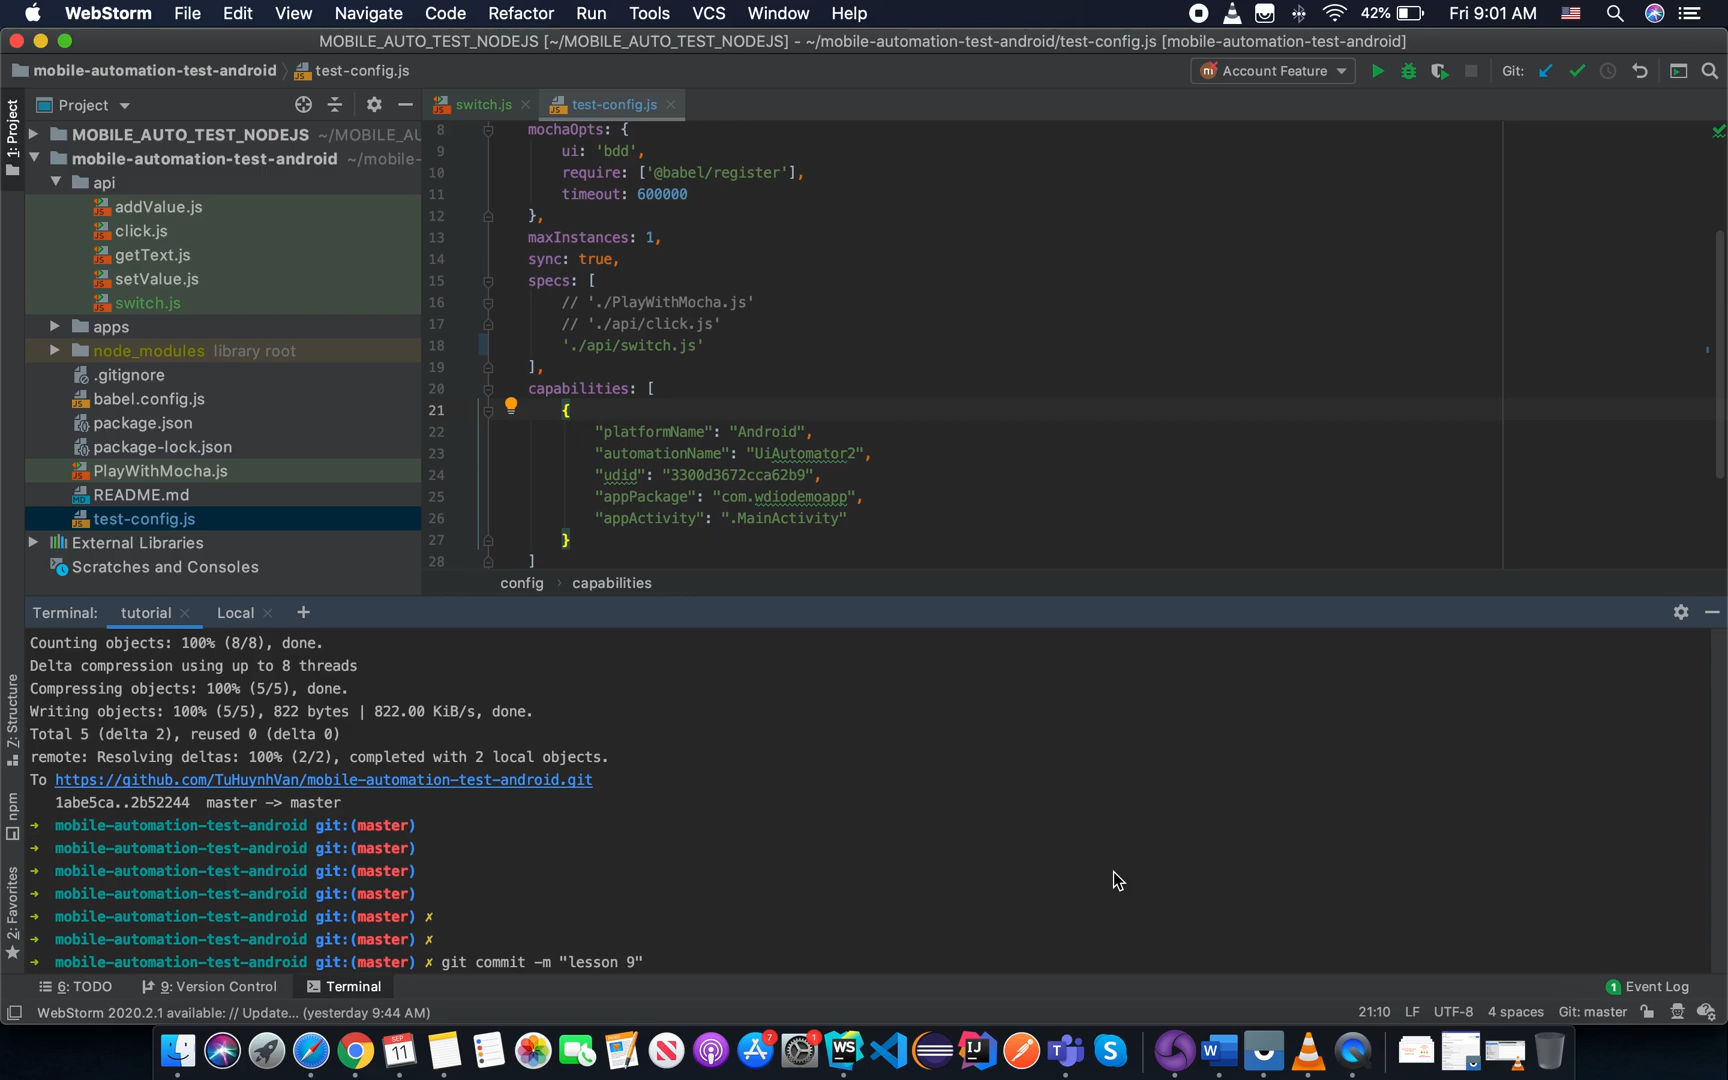 WebStorm File Edit View Navigate Code Refactor Run Tools VCS Window Help 42% Fri 9:01 AM
MOBILE_AUTO_TEST_NODEJS [~/MOBILE_AUTO_TEST_NODEJS] - ~/mobile-automation-test-android/test-config.js [mobile-automation-test-android]
mobile-automation-test-android test-config.js Account Feature Git:
1: Project
Project
switch.js test-config.js
MOBILE_AUTO_TEST_NODEJS ~/MOBILE_AU
mobile-automation-test-android ~/mobile-
api
addValue.js
click.js
getText.js
setValue.js
switch.js
apps
node_modules library root
.gitignore
babel.config.js
package.json
package-lock.json
PlayWithMocha.js
README.md
test-config.js
External Libraries
Scratches and Consoles
8 mochaOpts: {
9 ui: 'bdd',
10 require: ['@babel/register'],
11 timeout: 600000
12 },
13 maxInstances: 1,
14 sync: true,
15 specs: [
16 // './PlayWithMocha.js'
17 // './api/click.js'
18 './api/switch.js'
19 ],
20 capabilities: [
21 {
22 "platformName": "Android",
23 "automationName": "UiAutomator2",
24 "udid": "3300d3672cca62b9",
25 "appPackage": "com.wdiodemoapp",
26 "appActivity": ".MainActivity"
27 }
28 ]
config › capabilities
Terminal: tutorial Local +
Counting objects: 100% (8/8), done.
Delta compression using up to 8 threads
Compressing objects: 100% (5/5), done.
Writing objects: 100% (5/5), 822 bytes | 822.00 KiB/s, done.
Total 5 (delta 2), reused 0 (delta 0)
remote: Resolving deltas: 100% (2/2), completed with 2 local objects.
To https://github.com/TuHuynhVan/mobile-automation-test-android.git
1abe5ca..2b52244 master -> master
→ mobile-automation-test-android git:(master)
→ mobile-automation-test-android git:(master)
→ mobile-automation-test-android git:(master)
→ mobile-automation-test-android git:(master)
→ mobile-automation-test-android git:(master) ✗
→ mobile-automation-test-android git:(master) ✗
→ mobile-automation-test-android git:(master) ✗ git commit -m "lesson 9"
7: Structure
npm
2: Favorites
6: TODO 9: Version Control Terminal 1 Event Log
WebStorm 2020.2.1 available: // Update... (yesterday 9:44 AM) 21:10 LF UTF-8 4 spaces Git: master
SEP
11
7
1
WS
IJ
T
S
W